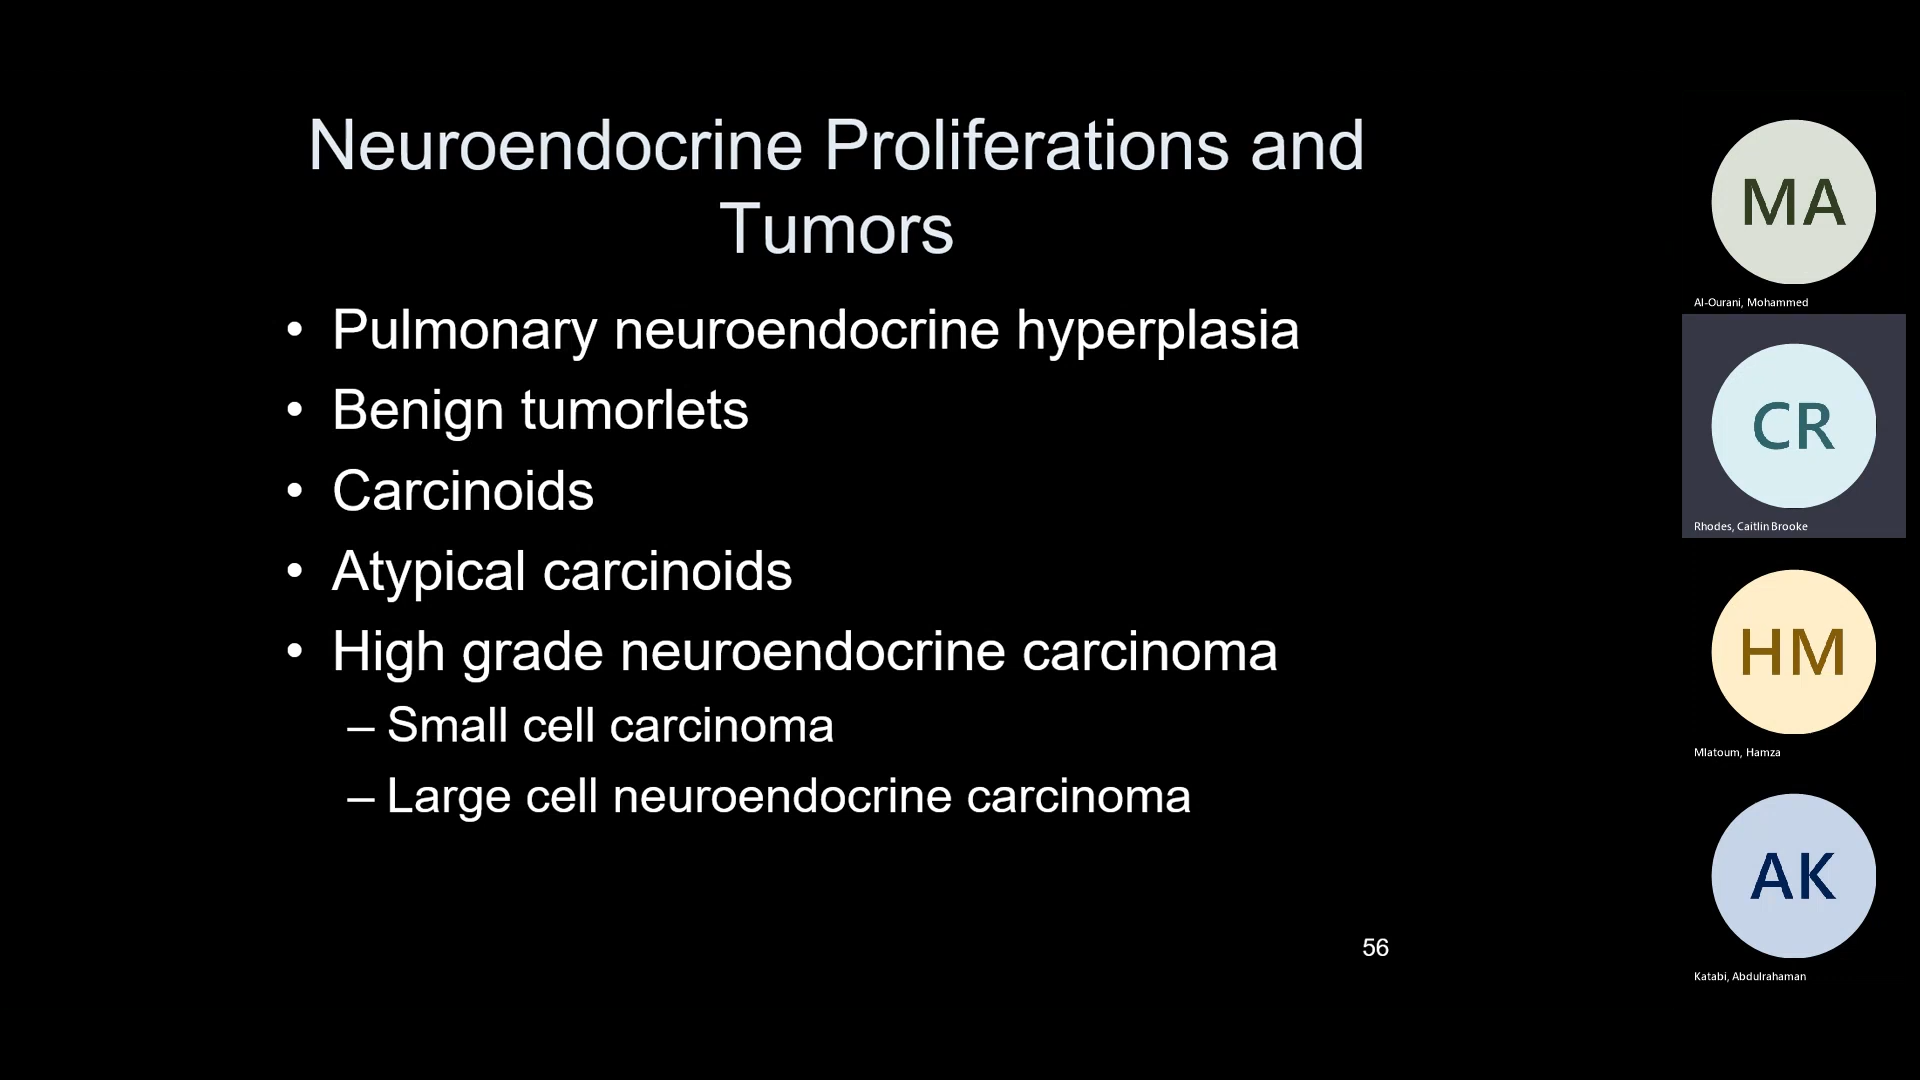 Neuroendocrine Proliferations and
Tumors
• Pulmonary neuroendocrine hyperplasia
• Benign tumorlets
• Carcinoids
• Atypical carcinoids
• High grade neuroendocrine carcinoma
– Small cell carcinoma
– Large cell neuroendocrine carcinoma
56
MA
Al-Ourani, Mohammed
CR
Rhodes, Caitlin Brooke
HM
Mlatoum, Hamza
AK
Katabi, Abdulrahaman